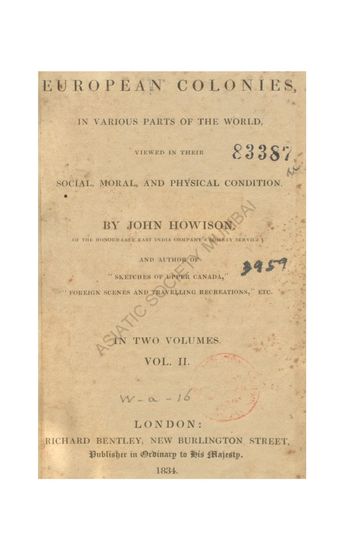 EUROPEAN COLONIES,
IN VARIOUS PARTS OF THE WORLD,
VIEWED IN THEIR
83387
SOCIAL, MORAL, AND PHYSICAL CONDITION.
BY JOHN HOWISON,
OF THE HONOURABLE EAST INDIA COMPANY'S BOMBAY SERVICE;
AND AUTHOR OF
3959
"SKETCHES OF UPPER CANADA,"
"FOREIGN SCENES AND TRAVELLING RECREATIONS," ETC.
ASIATIC SOCIETY MUMBAI
IN TWO VOLUMES.
VOL. II.
W-a-16
LONDON:
RICHARD BENTLEY, NEW BURLINGTON STREET,
Publisher in Ordinary to His Majesty.
1834.